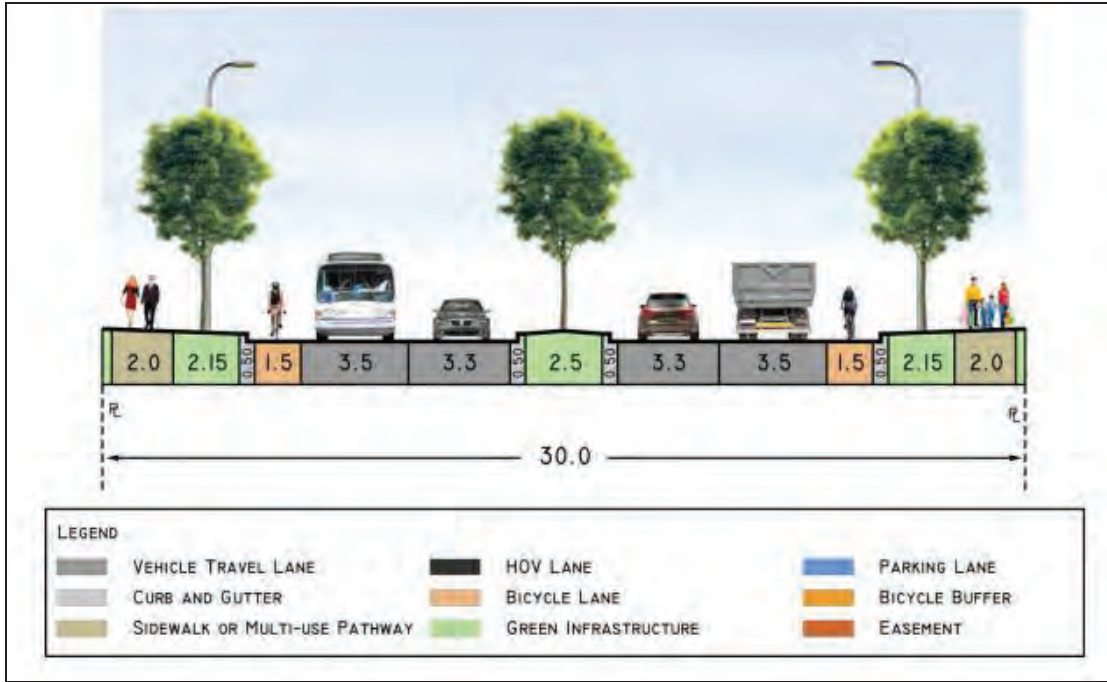 2.0 2.15 0.50 1.5 3.5 3.3 0.50 2.5 0.50 3.3 3.5 1.5 0.50 2.15 2.0
PL PL
30.0
LEGEND
VEHICLE TRAVEL LANE HOV LANE PARKING LANE
CURB AND GUTTER BICYCLE LANE BICYCLE BUFFER
SIDEWALK OR MULTI-USE PATHWAY GREEN INFRASTRUCTURE EASEMENT